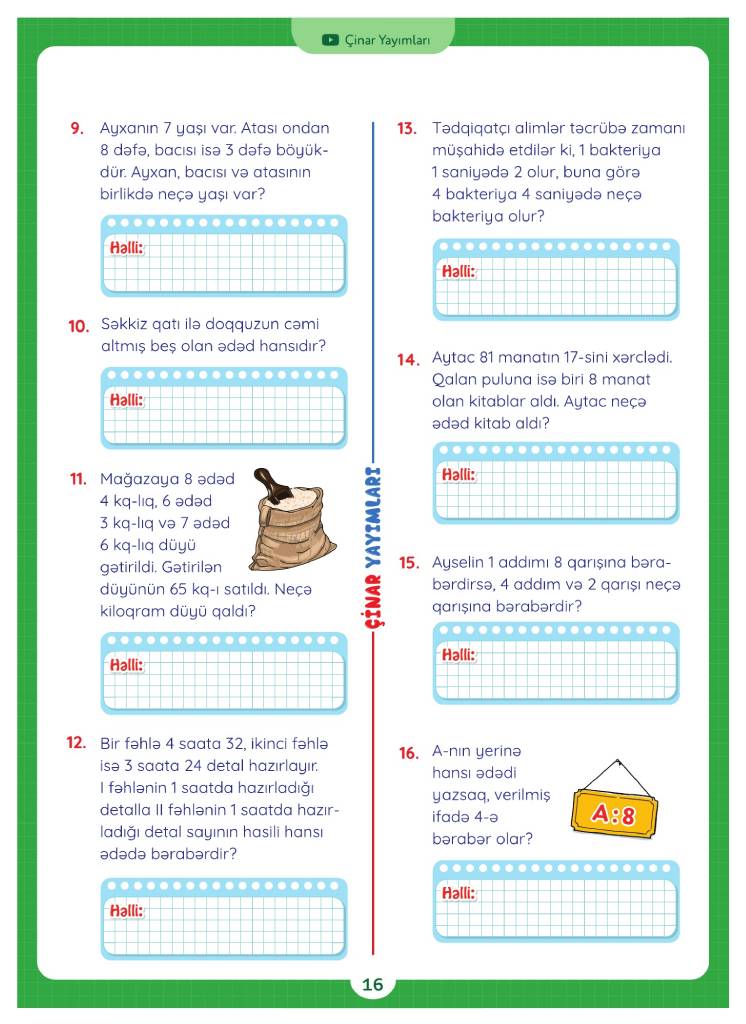 Çinar Yayımları
9. Ayxanın 7 yaşı var. Atası ondan
8 dəfə, bacısı isə 3 dəfə böyük-
dür. Ayxan, bacısı və atasının
birlikdə neçə yaşı var?
Həlli:
10. Səkkiz qatı ilə doqquzun cəmi
altmış beş olan ədəd hansıdır?
Həlli:
11. Mağazaya 8 ədəd
4 kq-lıq, 6 ədəd
3 kq-lıq və 7 ədəd
6 kq-lıq düyü
gətirildi. Gətirilən
düyünün 65 kq-ı satıldı. Neçə
kiloqram düyü qaldı?
Həlli:
12. Bir fəhlə 4 saata 32, ikinci fəhlə
isə 3 saata 24 detal hazırlayır.
I fəhlənin 1 saatda hazırladığı
detalla II fəhlənin 1 saatda hazır-
ladığı detal sayının hasili hansı
ədədə bərabərdir?
Həlli:
ÇİNAR YAYIMLARI
13. Tədqiqatçı alimlər təcrübə zamanı
müşahidə etdilər ki, 1 bakteriya
1 saniyədə 2 olur, buna görə
4 bakteriya 4 saniyədə neçə
bakteriya olur?
Həlli:
14. Aytac 81 manatın 17-sini xərclədi.
Qalan puluna isə biri 8 manat
olan kitablar aldı. Aytac neçə
ədəd kitab aldı?
Həlli:
15. Ayselin 1 addımı 8 qarışına bəra-
bərdirsə, 4 addım və 2 qarışı neçə
qarışına bərabərdir?
Həlli:
16. A-nın yerinə
hansı ədədi
yazsaq, verilmiş
ifadə 4-ə
bərabər olar?
A:8
Həlli:
16